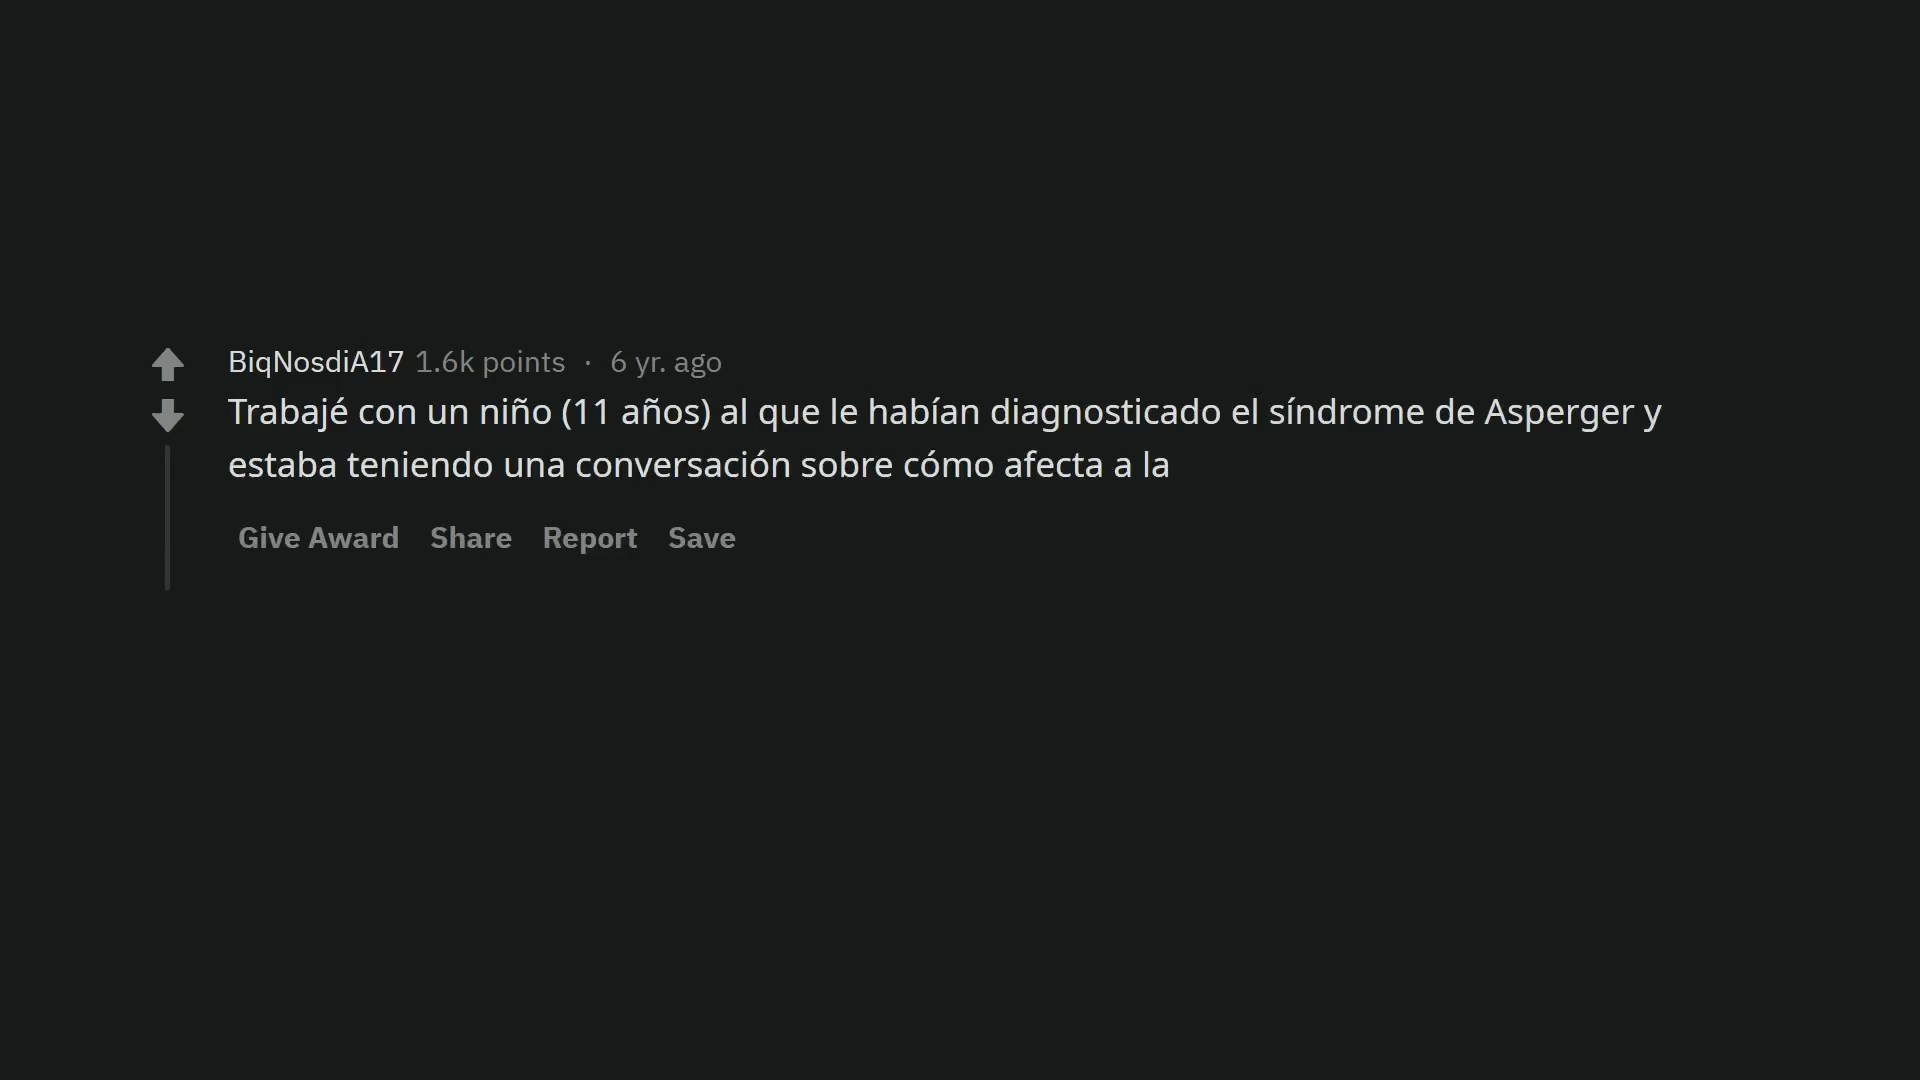 BiqNosdiA17 1.6k points · 6 yr. ago
Trabajé con un niño (11 años) al que le habían diagnosticado el síndrome de Asperger y
estaba teniendo una conversación sobre cómo afecta a la
Give Award Share Report Save